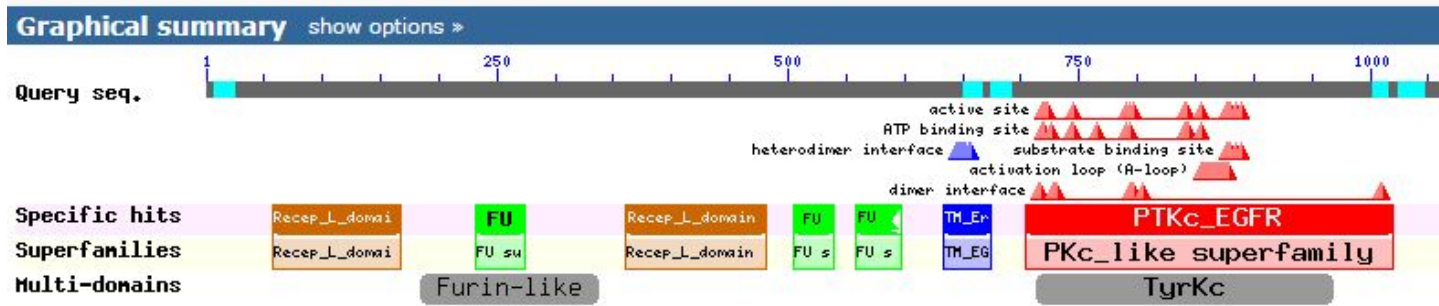 Graphical summary show options »
1 250 500 750 1000
Query seq.
active site
ATP binding site
heterodimer interface substrate binding site
activation loop (A-loop)
dimer interface
Specific hits Recep_L_domai FU Recep_L_domain FU FU TM_Er PTKc_EGFR
Superfamilies Recep_L_domai FU su Recep_L_domain FU s FU s TM_EG PKc_like superfamily
Multi-domains Furin-like TyrKc